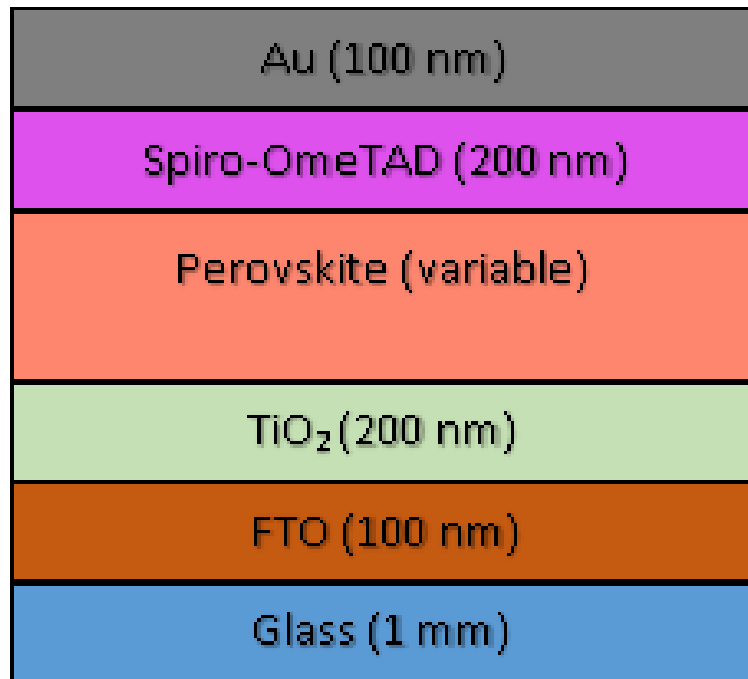 Au (100 nm)
Spiro-OmeTAD (200 nm)
Perovskite (variable)
TiO₂ (200 nm)
FTO (100 nm)
Glass (1 mm)